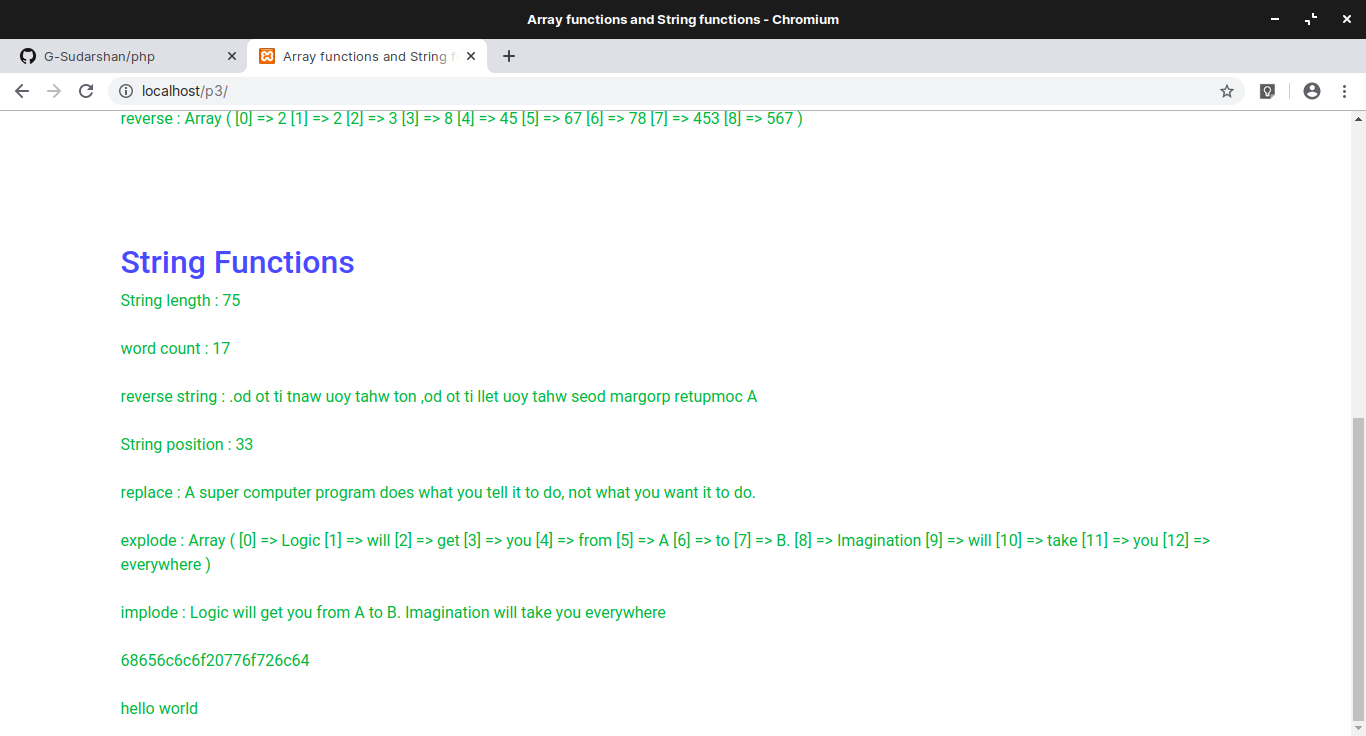 Array functions and String functions - Chromium
G-Sudarshan/php
Array functions and String f
localhost/p3/
reverse : Array ( [0] => 2 [1] => 2 [2] => 3 [3] => 8 [4] => 45 [5] => 67 [6] => 78 [7] => 453 [8] => 567 )
String Functions
String length : 75
word count : 17
reverse string : .od ot ti tnaw uoy tahw ton ,od ot ti llet uoy tahw seod margorp retupmoc A
String position : 33
replace : A super computer program does what you tell it to do, not what you want it to do.
explode : Array ( [0] => Logic [1] => will [2] => get [3] => you [4] => from [5] => A [6] => to [7] => B. [8] => Imagination [9] => will [10] => take [11] => you [12] =>
everywhere )
implode : Logic will get you from A to B. Imagination will take you everywhere
68656c6c6f20776f726c64
hello world